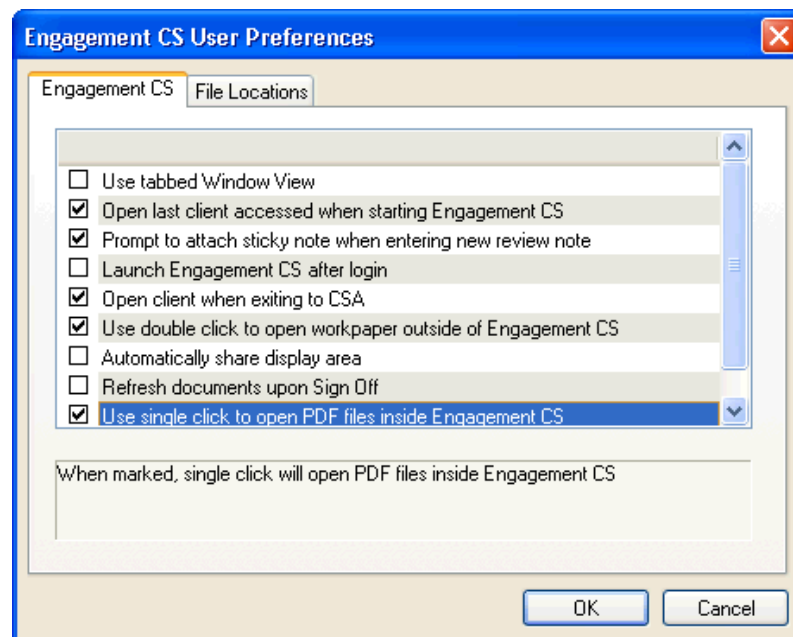 Engagement CS User Preferences
Engagement CS File Locations
Use tabbed Window View
Open last client accessed when starting Engagement CS
Prompt to attach sticky note when entering new review note
Launch Engagement CS after login
Open client when exiting to CSA
Use double click to open workpaper outside of Engagement CS
Automatically share display area
Refresh documents upon Sign Off
Use single click to open PDF files inside Engagement CS
When marked, single click will open PDF files inside Engagement CS
OK Cancel